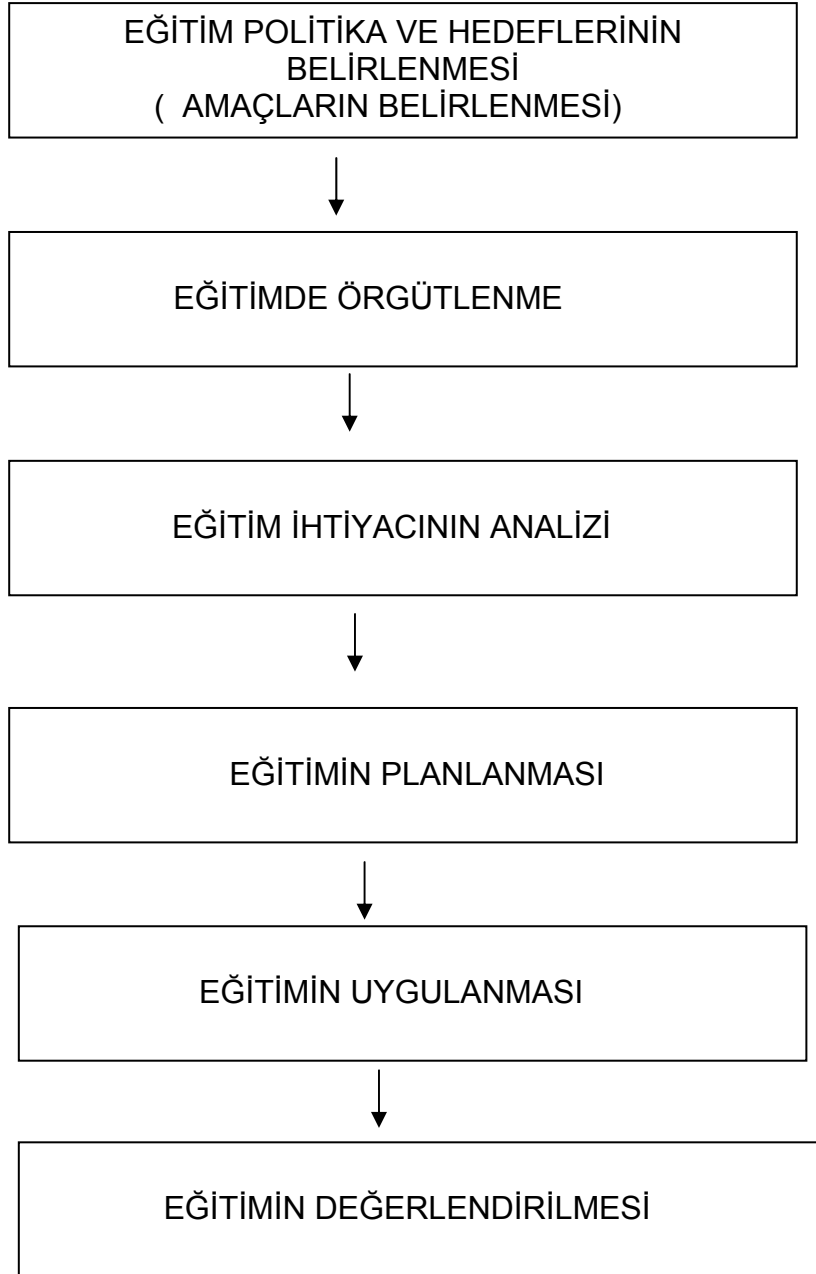 EĞİTİM POLİTİKA VE HEDEFLERİNİN
BELİRLENMESİ
( AMAÇLARIN BELİRLENMESİ)
EĞİTİMDE ÖRGÜTLENME
EĞİTİM İHTİYACININ ANALİZİ
EĞİTİMİN PLANLANMASI
EĞİTİMİN UYGULANMASI
EĞİTİMİN DEĞERLENDİRİLMESİ